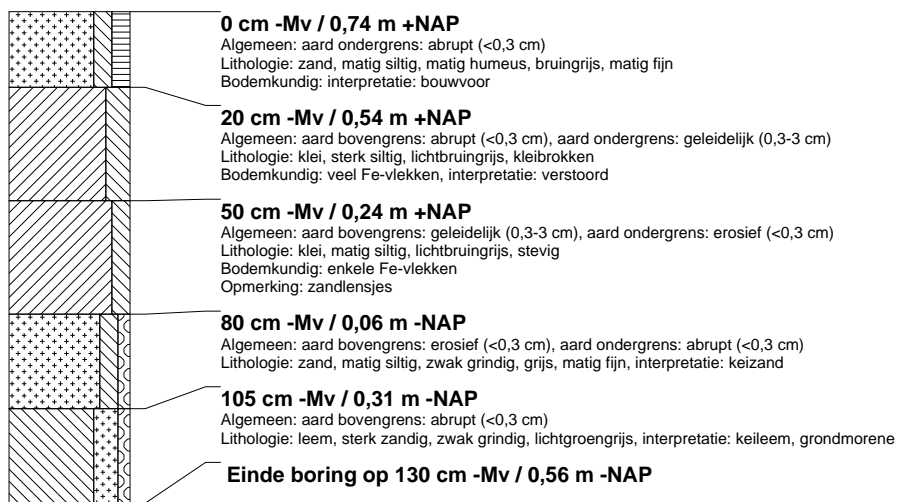 0 cm -Mv / 0,74 m +NAP
Algemeen: aard ondergrens: abrupt (<0,3 cm)
Lithologie: zand, matig siltig, matig humeus, bruingrijs, matig fijn
Bodemkundig: interpretatie: bouwvoor
20 cm -Mv / 0,54 m +NAP
Algemeen: aard bovengrens: abrupt (<0,3 cm), aard ondergrens: geleidelijk (0,3-3 cm)
Lithologie: klei, sterk siltig, lichtbruingrijs, kleibrokken
Bodemkundig: veel Fe-vlekken, interpretatie: verstoord
50 cm -Mv / 0,24 m +NAP
Algemeen: aard bovengrens: geleidelijk (0,3-3 cm), aard ondergrens: erosief (<0,3 cm)
Lithologie: klei, matig siltig, lichtbruingrijs, stevig
Bodemkundig: enkele Fe-vlekken
Opmerking: zandlensjes
80 cm -Mv / 0,06 m -NAP
Algemeen: aard bovengrens: erosief (<0,3 cm), aard ondergrens: abrupt (<0,3 cm)
Lithologie: zand, matig siltig, zwak grindig, grijs, matig fijn, interpretatie: keizand
105 cm -Mv / 0,31 m -NAP
Algemeen: aard bovengrens: abrupt (<0,3 cm)
Lithologie: leem, sterk zandig, zwak grindig, lichtgroengrijs, interpretatie: keileem, grondmorene
Einde boring op 130 cm -Mv / 0,56 m -NAP